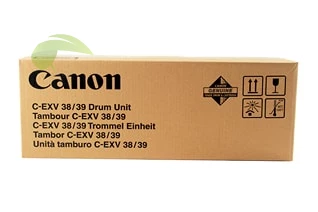 Canon
C-EXV 38/39 Drum Unit
Tambour C-EXV 38/39
C-EXV 38/39 Trommel Einheit
Tambor C-EXV 38/39
Unità tamburo C-EXV 38/39
GENUINE